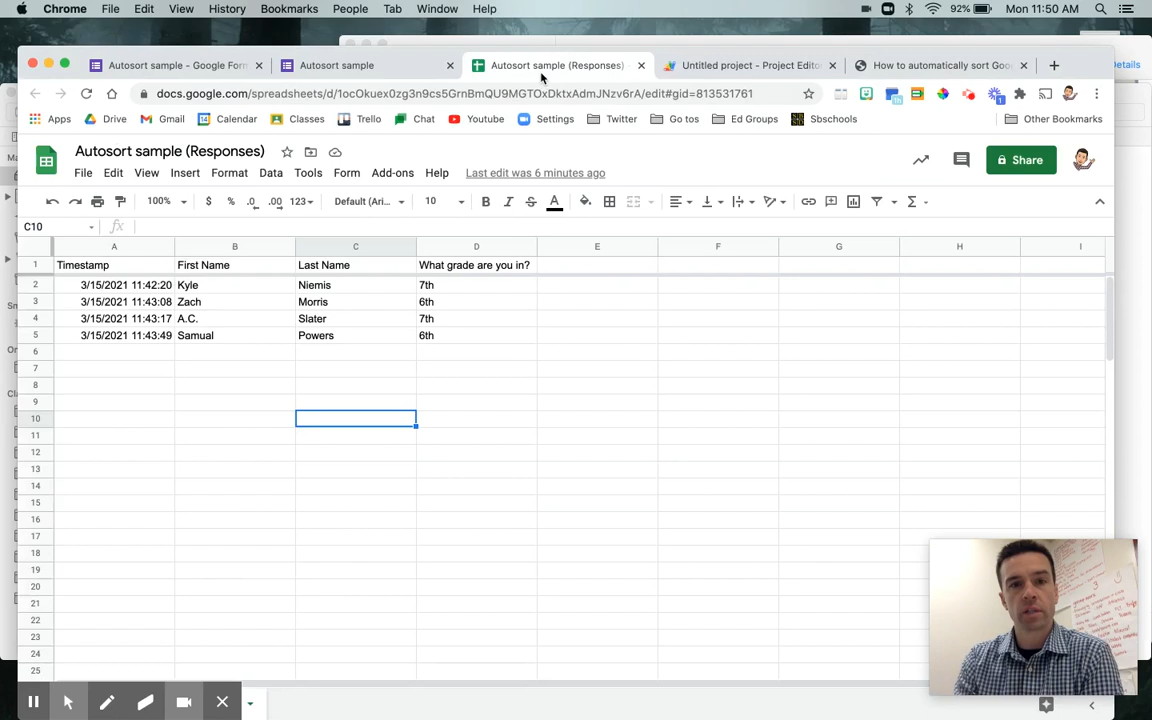 Chrome File Edit View History Bookmarks People Tab Window Help 92% Mon 11:50 AM
Autosort sample - Google Form Autosort sample Autosort sample (Responses) Untitled project - Project Editor How to automatically sort Goo
docs.google.com/spreadsheets/d/1ocOkuex0zg3n9cs5GrnBmQU9MGTOxDktxAdmJNzv6rA/edit#gid=813531761
Apps Drive Gmail Calendar Classes Trello Chat Youtube Settings Twitter Go tos Ed Groups Sbschools Other Bookmarks
Autosort sample (Responses)
File Edit View Insert Format Data Tools Form Add-ons Help Last edit was 6 minutes ago Share
100% $ % .0 .00 123 Default (Ari... 10 B I S A
C10 fx
A B C D E F G H I
1 Timestamp First Name Last Name What grade are you in?
2 3/15/2021 11:42:20 Kyle Niemis 7th
3 3/15/2021 11:43:08 Zach Morris 6th
4 3/15/2021 11:43:17 A.C. Slater 7th
5 3/15/2021 11:43:49 Samual Powers 6th
6
7
8
9
10
11
12
13
14
15
16
17
18
19
20
21
22
23
24
25